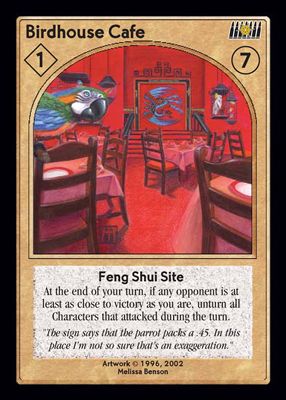 Birdhouse Cafe
1
7
Feng Shui Site
At the end of your turn, if any opponent is at
least as close to victory as you are, unturn all
Characters that attacked during the turn.
"The sign says that the parrot packs a .45. In this
place I'm not so sure that's an exaggeration."
Artwork © 1996, 2002
Melissa Benson